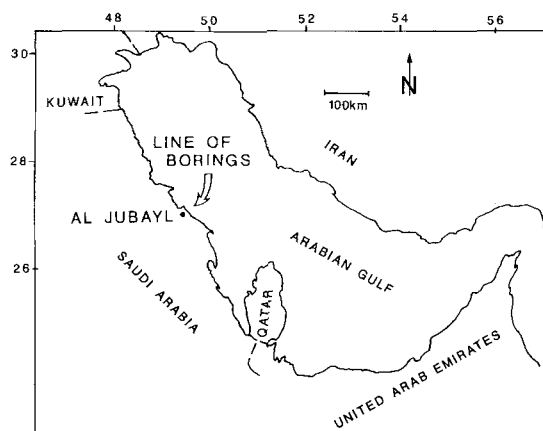 48 50 52 54 56
30
28
26
N
100km
KUWAIT
IRAN
LINE OF
BORINGS
AL JUBAYL
ARABIAN GULF
SAUDI ARABIA
QATAR
UNITED ARAB EMIRATES